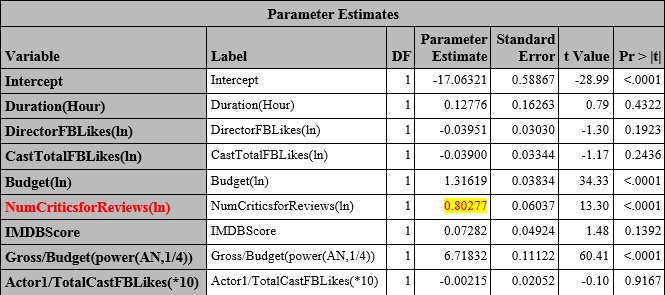 Parameter Estimates
Variable Label DF Parameter Estimate Standard Error t Value Pr > |t|
Intercept Intercept 1 -17.06321 0.58867 -28.99 <.0001
Duration(Hour) Duration(Hour) 1 0.12776 0.16263 0.79 0.4322
DirectorFBLikes(ln) DirectorFBLikes(ln) 1 -0.03951 0.03030 -1.30 0.1923
CastTotalFBLikes(ln) CastTotalFBLikes(ln) 1 -0.03900 0.03344 -1.17 0.2436
Budget(ln) Budget(ln) 1 1.31619 0.03834 34.33 <.0001
NumCriticsforReviews(ln) NumCriticsforReviews(ln) 1 0.80277 0.06037 13.30 <.0001
IMDBScore IMDBScore 1 0.07282 0.04924 1.48 0.1392
Gross/Budget(power(AN,1/4)) Gross/Budget(power(AN,1/4)) 1 6.71832 0.11122 60.41 <.0001
Actor1/TotalCastFBLikes(*10) Actor1/TotalCastFBLikes(*10) 1 -0.00215 0.02052 -0.10 0.9167